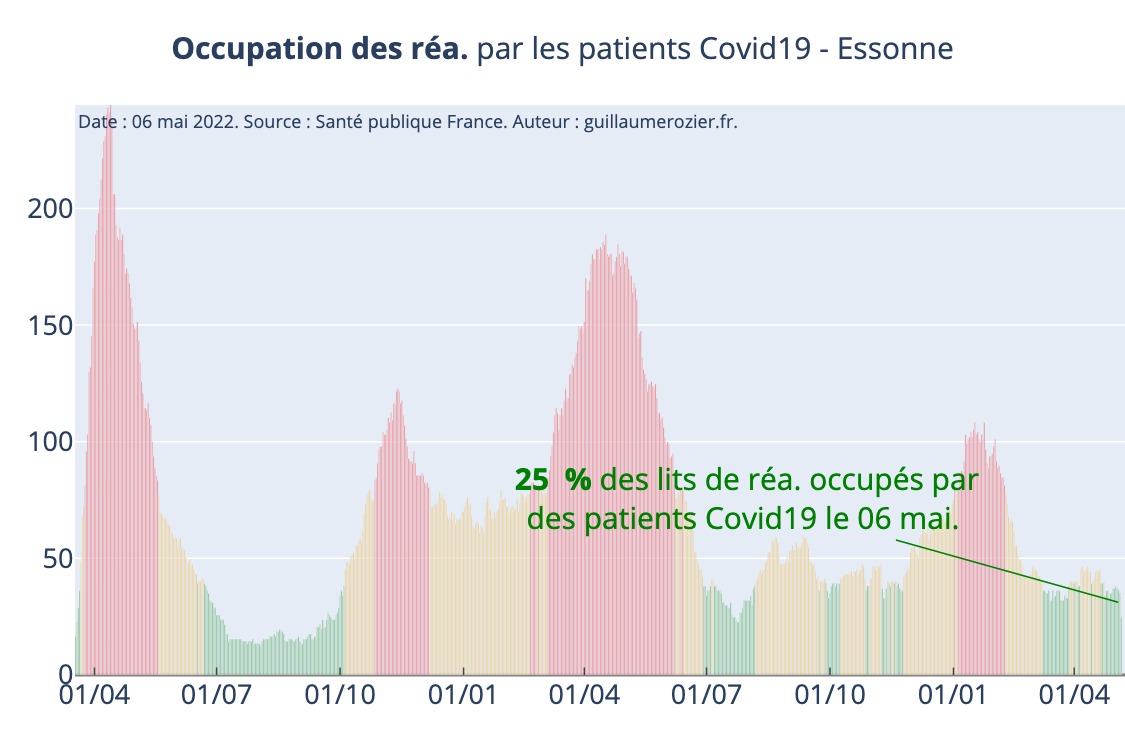 Occupation des réa. par les patients Covid19 - Essonne
Date : 06 mai 2022. Source : Santé publique France. Auteur : guillaumerozier.fr.
200
150
100
25 % des lits de réa. occupés par
des patients Covid19 le 06 mai.
50
0
01/04 01/07 01/10 01/01 01/04 01/07 01/10 01/01 01/04